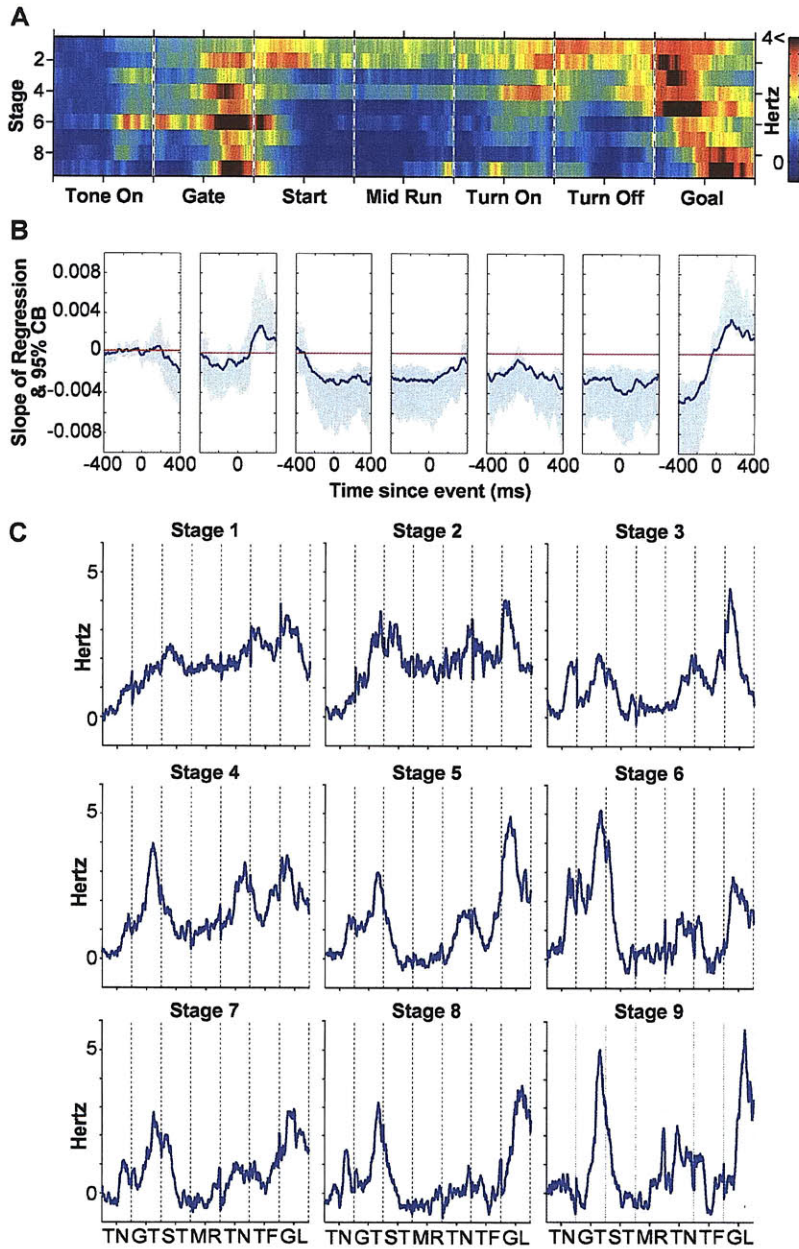 A
Stage
2
4
6
8
4<
Hertz
0
Tone On Gate Start Mid Run Turn On Turn Off Goal
B
Slope of Regression
& 95% CB
0.008
0.004
0
-0.004
-0.008
-400 0 400 0 -400 0 400 0 -400 0 400 0 -400 0 400
Time since event (ms)
C
Stage 1 Stage 2 Stage 3
Hertz
5
0
Stage 4 Stage 5 Stage 6
Hertz
5
0
Stage 7 Stage 8 Stage 9
Hertz
5
0
TNGTSTMRTNTFGL TNGTSTMRTNTFGL TNGTSTMRTNTFGL